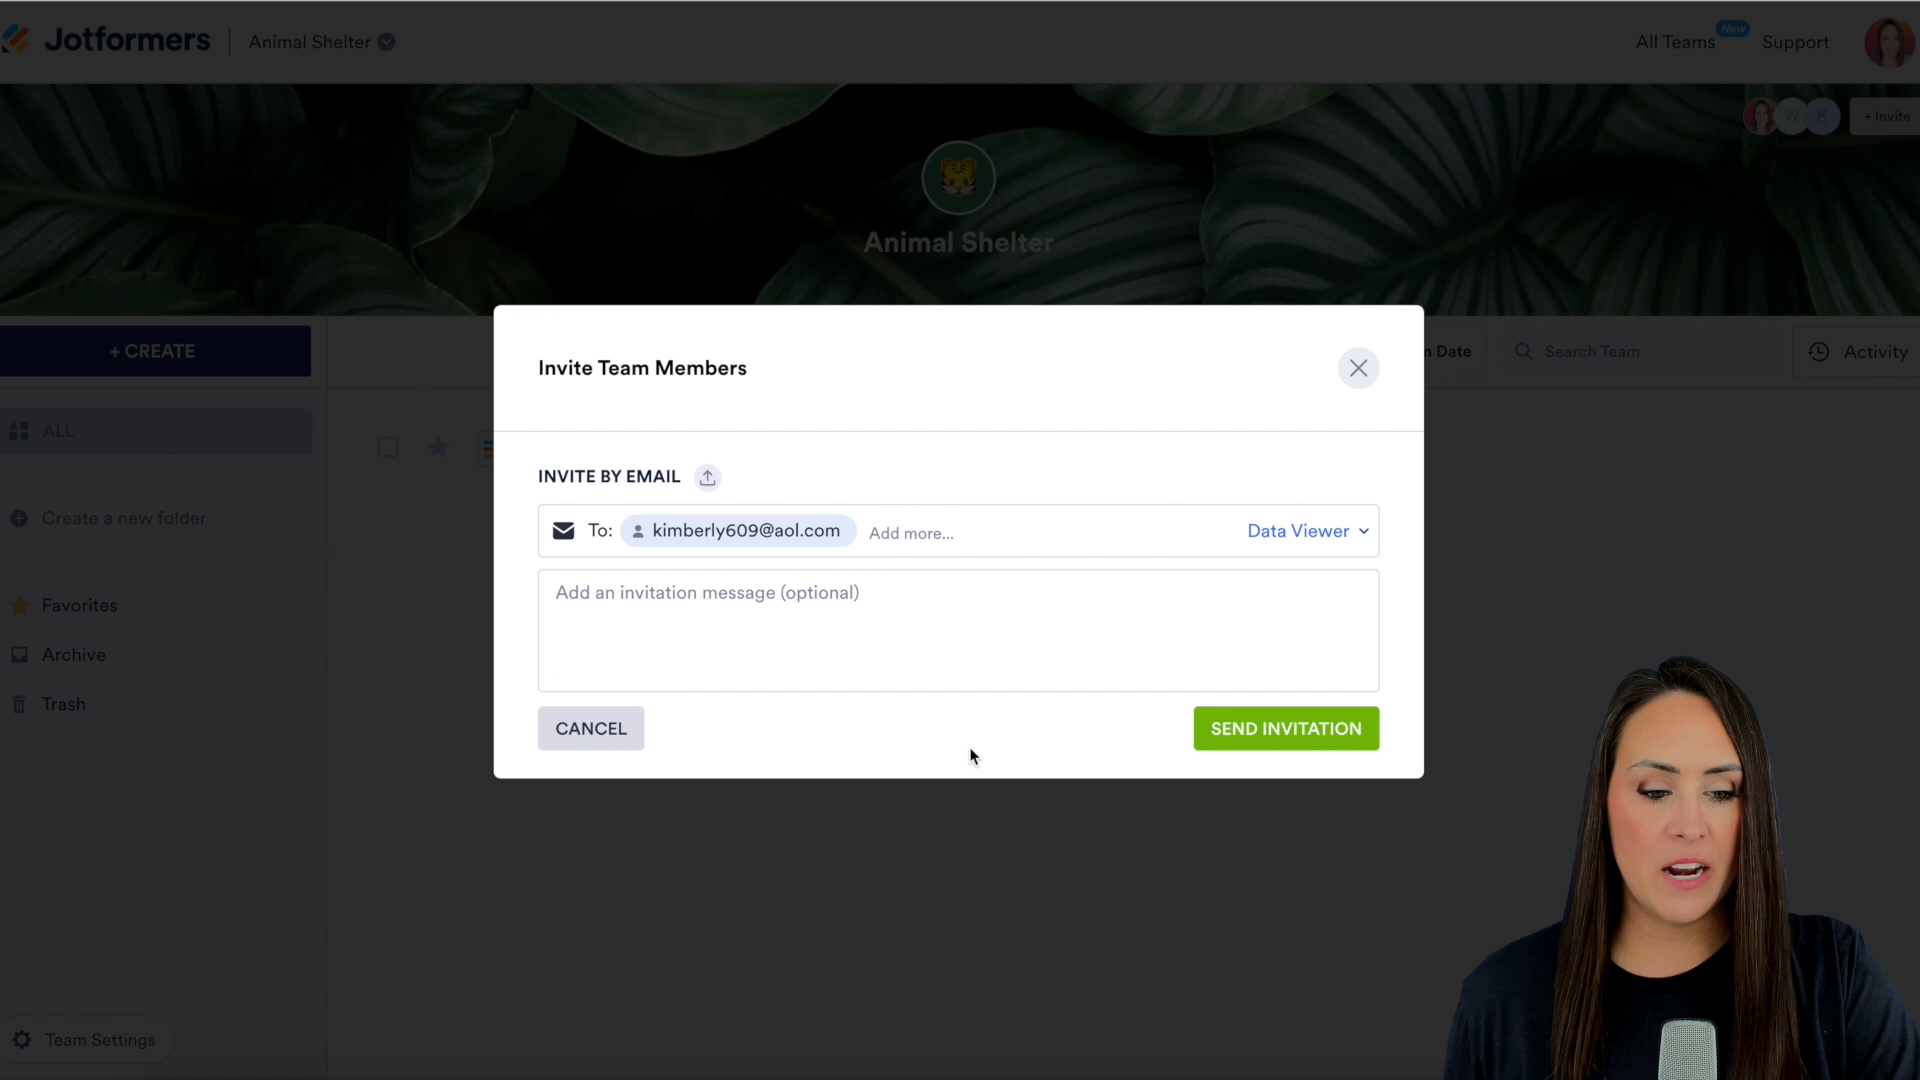 Jotformers
Animal Shelter
All Teams
New
Support
W
K
+ Invite
Animal Shelter
+ CREATE
Date
Search Team
Activity
ALL
Create a new folder
Favorites
Archive
Trash
Team Settings
Invite Team Members
INVITE BY EMAIL
To: kimberly609@aol.com Add more... Data Viewer
Add an invitation message (optional)
CANCEL
SEND INVITATION